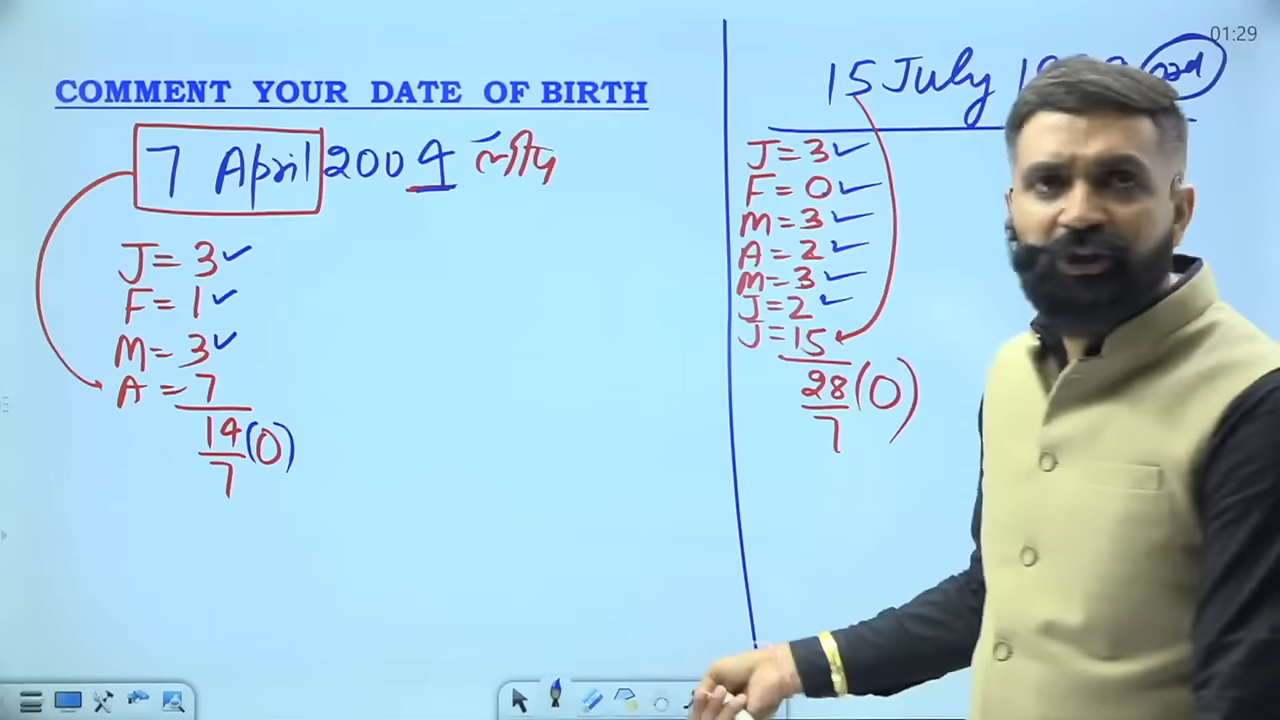 01:29
COMMENT YOUR DATE OF BIRTH
7 April 2004 लीप
J = 3 ✓
F = 1 ✓
M = 3 ✓
A = 7
14
7
(0)
15 July
J = 3 ✓
F = 0 ✓
M = 3 ✓
A = 2 ✓
M = 3 ✓
J = 2 ✓
J = 15
28
7
(0)